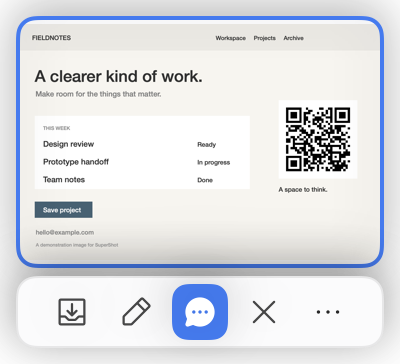 FIELDNOTES
Workspace Projects Archive
A clearer kind of work.
Make room for the things that matter.
THIS WEEK
Design review Ready
Prototype handoff In progress
Team notes Done
A space to think.
Save project
hello@example.com
A demonstration image for SuperShot